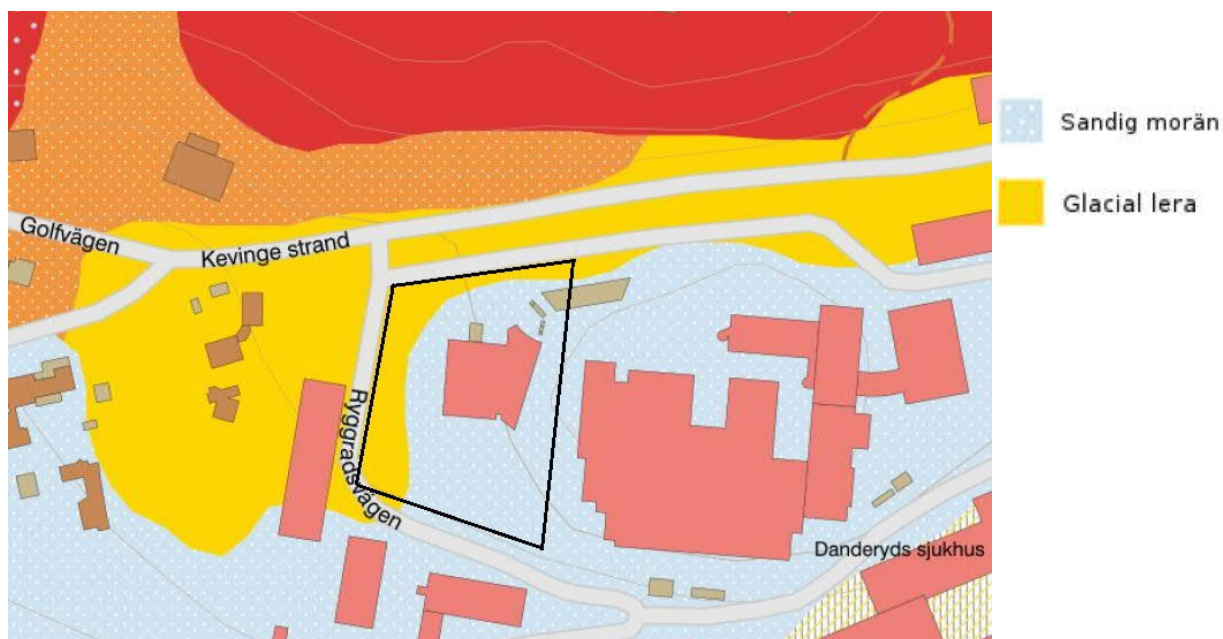 Sandig morän
Glacial lera
Golfvägen
Kevinge strand
Ryggradsvägen
Danderyds sjukhus